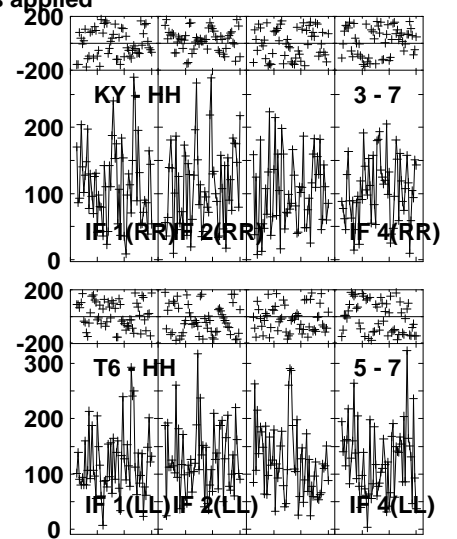 s applied
200
-200
KY - HH 3 - 7
200
100
IF 1(RR) IF 2(RR) IF 4(RR)
0
200
-200
300
T6 - HH 5 - 7
200
100
IF 1(LL) IF 2(LL) IF 4(LL)
0